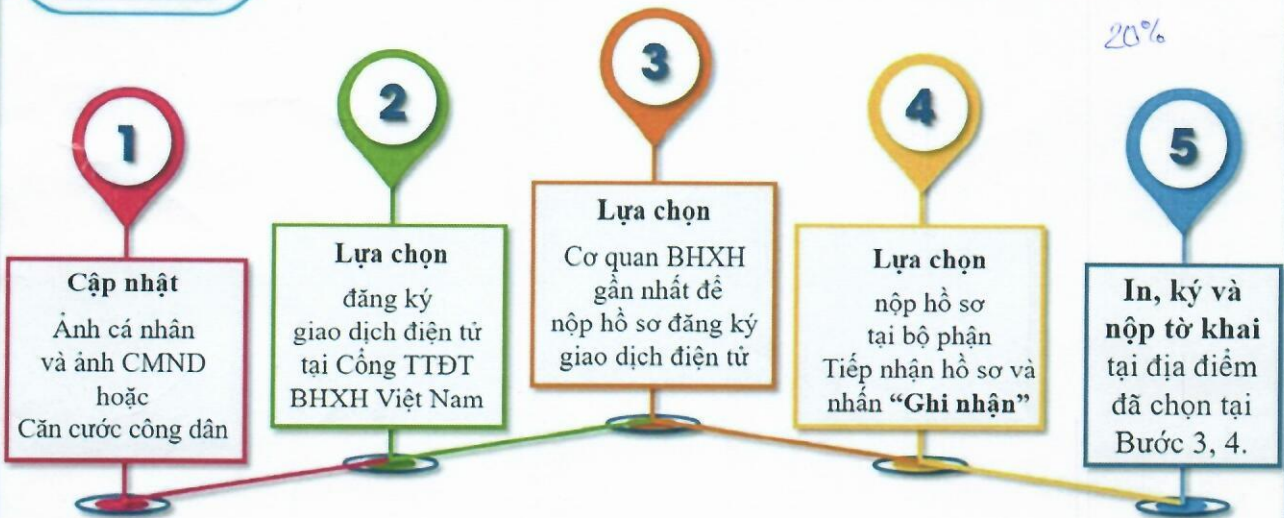 20%
1
Cập nhật
Ảnh cá nhân
và ảnh CMND
hoặc
Căn cước công dân
2
Lựa chọn
đăng ký
giao dịch điện tử
tại Cổng TTĐT
BHXH Việt Nam
3
Lựa chọn
Cơ quan BHXH
gần nhất để
nộp hồ sơ đăng ký
giao dịch điện tử
4
Lựa chọn
nộp hồ sơ
tại bộ phận
Tiếp nhận hồ sơ và
nhấn “Ghi nhận”
5
In, ký và
nộp tờ khai
tại địa điểm
đã chọn tại
Bước 3, 4.